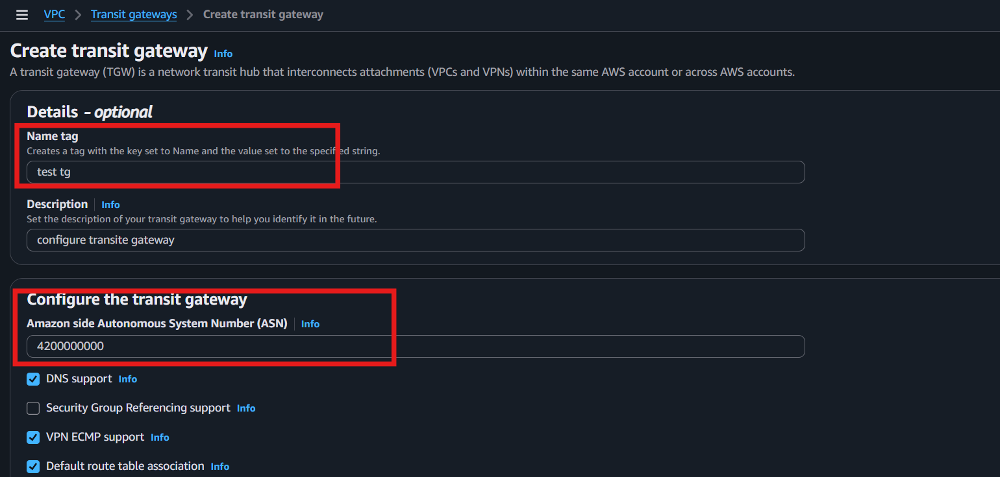 VPC > Transit gateways > Create transit gateway
Create transit gateway Info
A transit gateway (TGW) is a network transit hub that interconnects attachments (VPCs and VPNs) within the same AWS account or across AWS accounts.
Details - optional
Name tag
Creates a tag with the key set to Name and the value set to the specified string.
test tg
Description Info
Set the description of your transit gateway to help you identify it in the future.
configure transite gateway
Configure the transit gateway
Amazon side Autonomous System Number (ASN) Info
4200000000
DNS support Info
Security Group Referencing support Info
VPN ECMP support Info
Default route table association Info